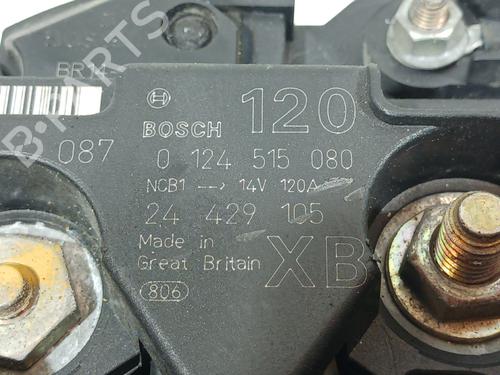 BOSCH 120
087 0 124 515 080
NCB1 --→ 14V 120A
24 429 105
Made in
Great Britain XB
806